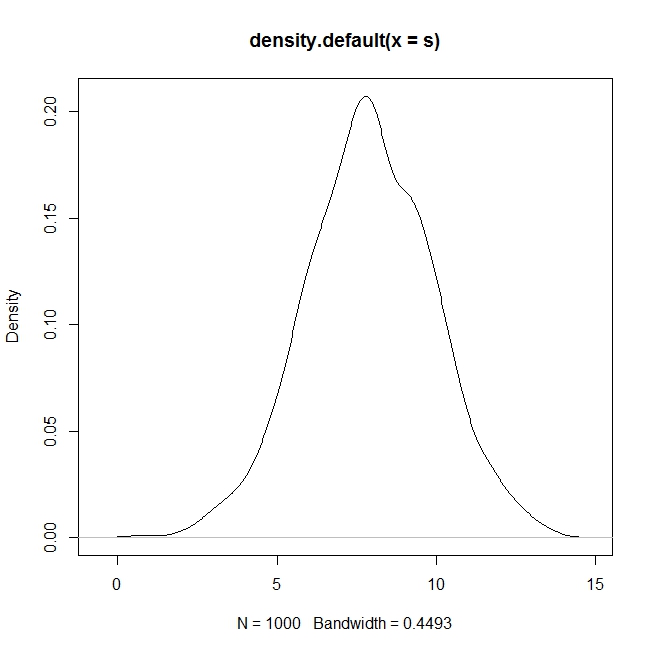 density.default(x = s)
Density
0.20
0.15
0.10
0.05
0.00
0 5 10 15
N = 1000 Bandwidth = 0.4493